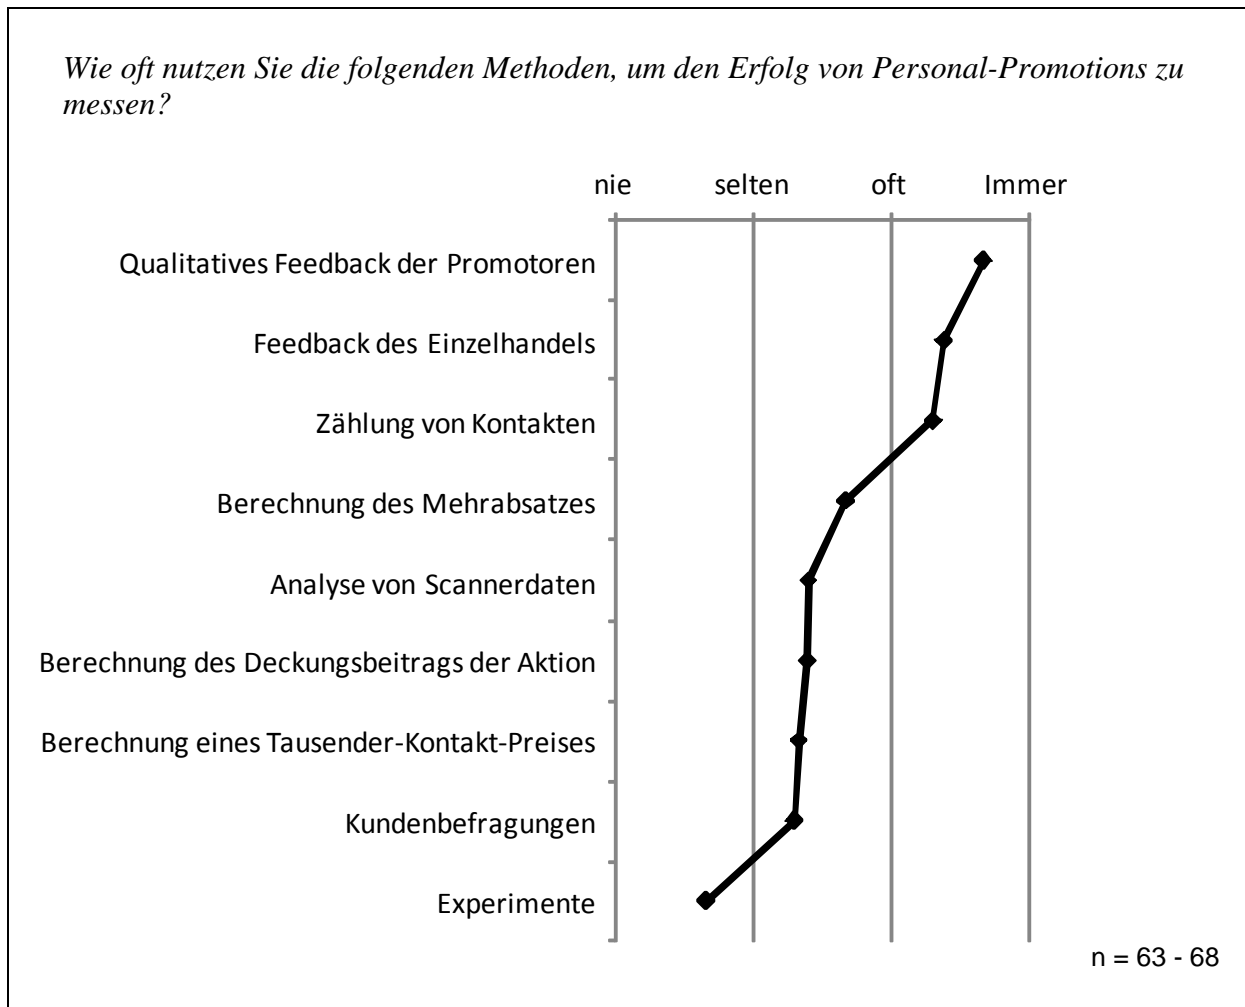 Wie oft nutzen Sie die folgenden Methoden, um den Erfolg von Personal-Promotions zu
messen?
nie selten oft Immer
Qualitatives Feedback der Promotoren
Feedback des Einzelhandels
Zählung von Kontakten
Berechnung des Mehrabsatzes
Analyse von Scannerdaten
Berechnung des Deckungsbeitrags der Aktion
Berechnung eines Tausender-Kontakt-Preises
Kundenbefragungen
Experimente
n = 63 - 68